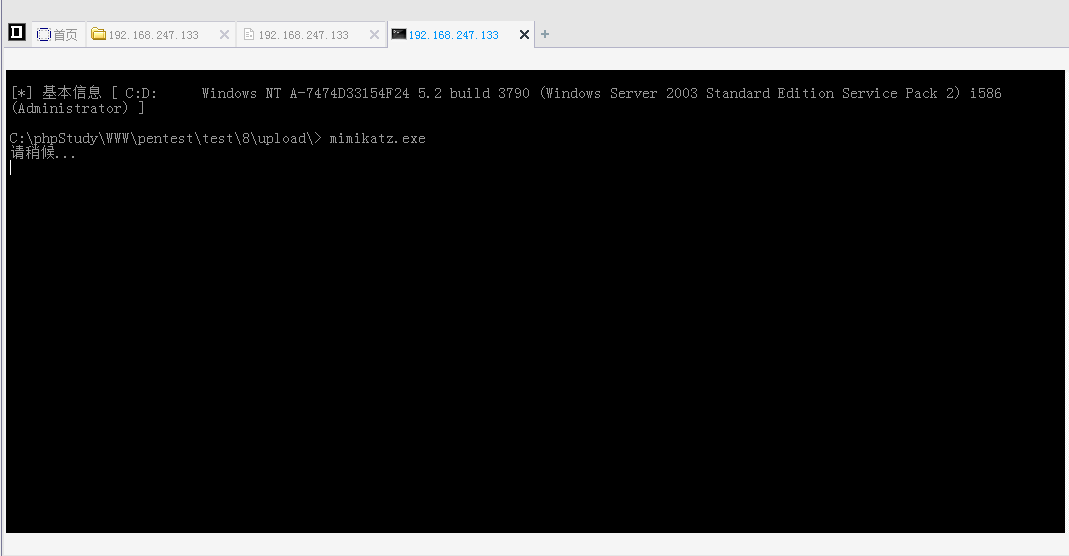 首页 192.168.247.133 192.168.247.133 192.168.247.133
[*] 基本信息 [ C:D: Windows NT A-7474D33154F24 5.2 build 3790 (Windows Server 2003 Standard Edition Service Pack 2) i586
(Administrator) ]
C:\phpStudy\WWW\pentest\test\8\upload\> mimikatz.exe
请稍候...